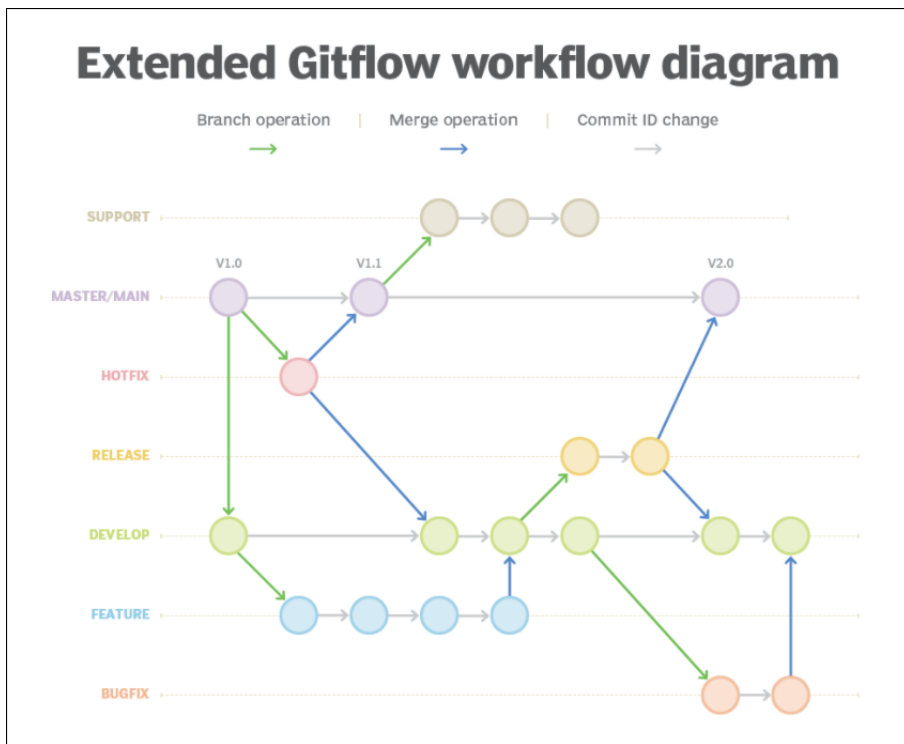 Extended Gitflow workflow diagram
Branch operation | Merge operation | Commit ID change
SUPPORT
V1.0 V1.1 V2.0
MASTER/MAIN
HOTFIX
RELEASE
DEVELOP
FEATURE
BUGFIX